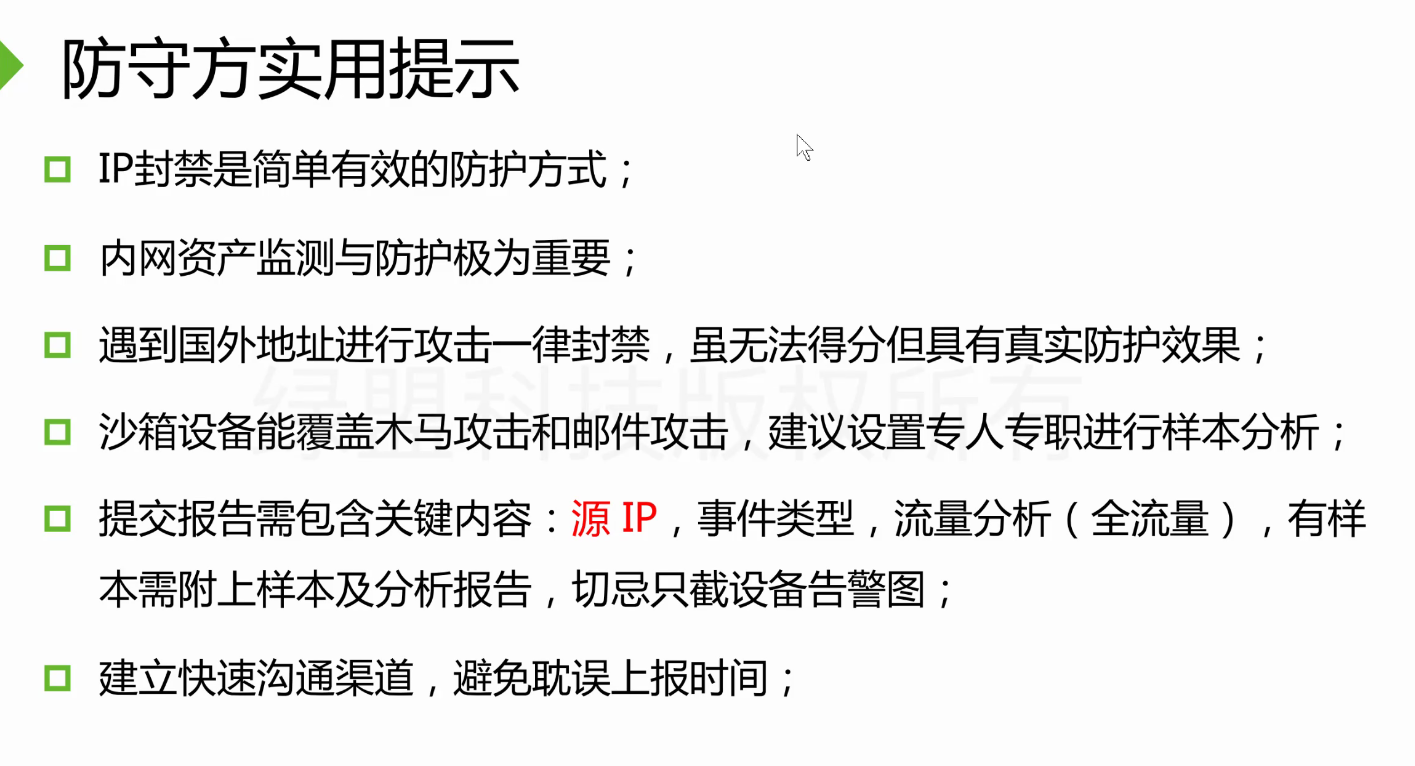 防守方实用提示
IP封禁是简单有效的防护方式；
内网资产监测与防护极为重要；
遇到国外地址进行攻击一律封禁，虽无法得分但具有真实防护效果；
绿盟科技版权所有
沙箱设备能覆盖木马攻击和邮件攻击，建议设置专人专职进行样本分析；
提交报告需包含关键内容：源 IP，事件类型，流量分析（全流量），有样
本需附上样本及分析报告，切忌只截设备告警图；
建立快速沟通渠道，避免耽误上报时间；